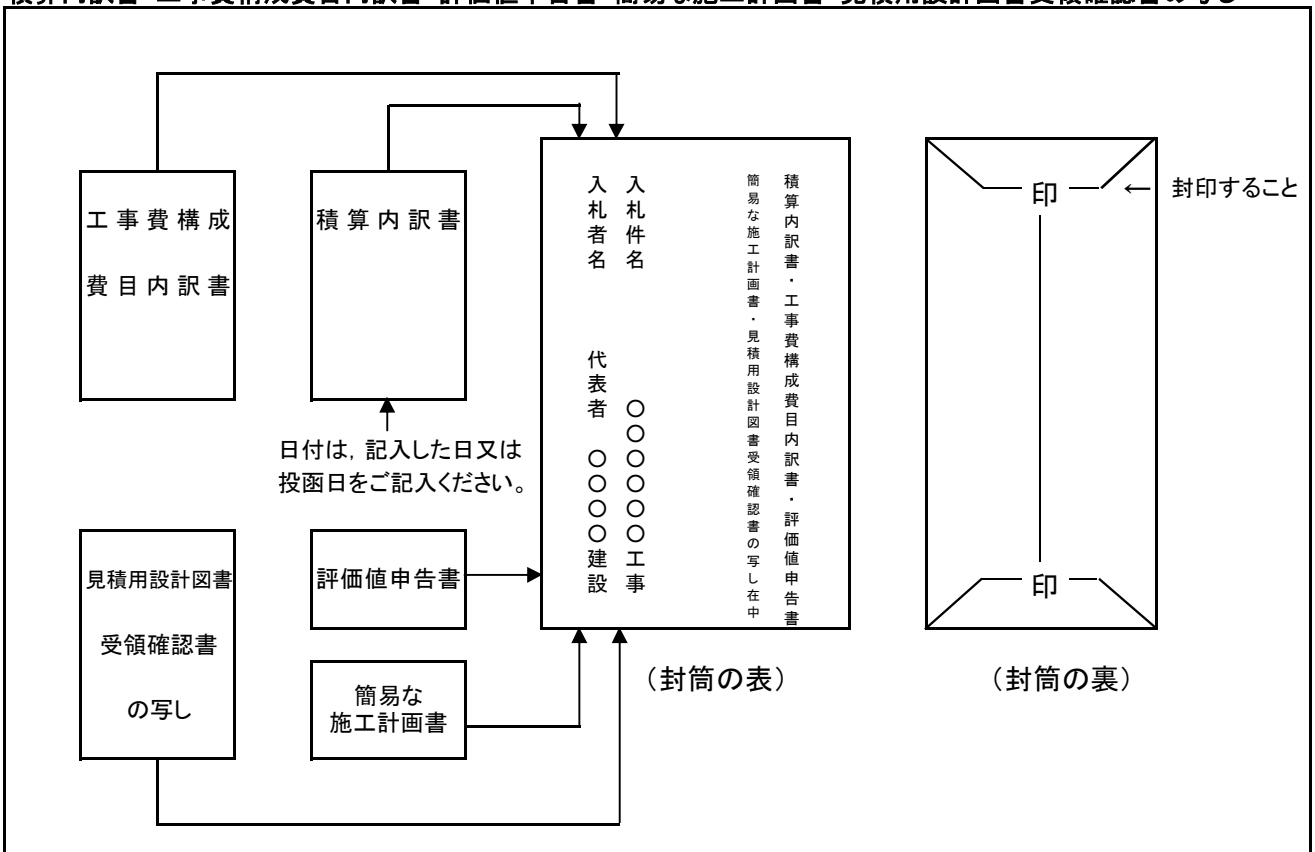 工事費構成
費目内訳書
積算内訳書
日付は，記入した日又は
投函日をご記入ください。
見積用設計図書
受領確認書
の写し
評価値申告書
簡易な
施工計画書
積算内訳書・工事費構成費目内訳書・評価値申告書
簡易な施工計画書・見積用設計図書受領確認書の写し在中
入札件名　〇〇〇〇〇〇工事
入札者名　代表者　〇〇〇〇建設
（封筒の表）
印
← 封印すること
印
（封筒の裏）